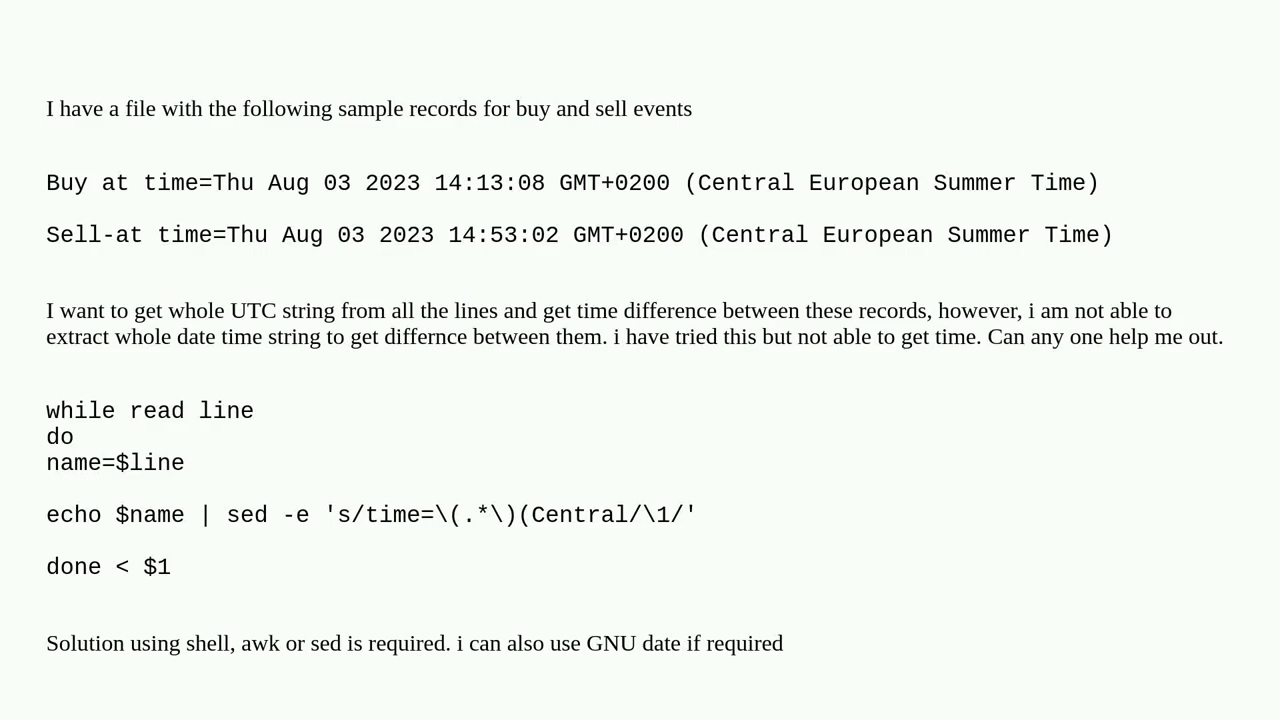 I have a file with the following sample records for buy and sell events
Buy at time=Thu Aug 03 2023 14:13:08 GMT+0200 (Central European Summer Time)
Sell-at time=Thu Aug 03 2023 14:53:02 GMT+0200 (Central European Summer Time)
I want to get whole UTC string from all the lines and get time difference between these records, however, i am not able to
extract whole date time string to get differnce between them. i have tried this but not able to get time. Can any one help me out.
while read line
do
name=$line
echo $name | sed -e 's/time=\(.*\)(Central/\1/'
done < $1
Solution using shell, awk or sed is required. i can also use GNU date if required